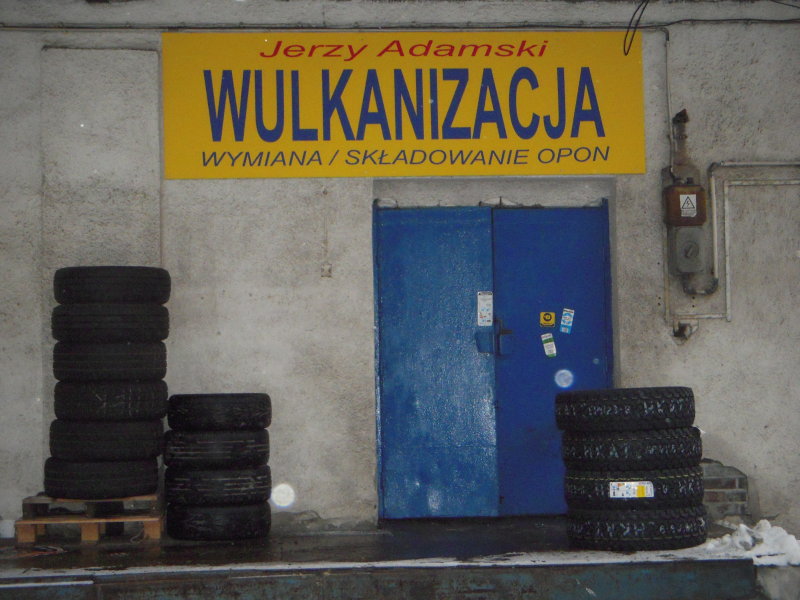 Jerzy Adamski
WULKANIZACJA
WYMIANA / SKŁADOWANIE OPON